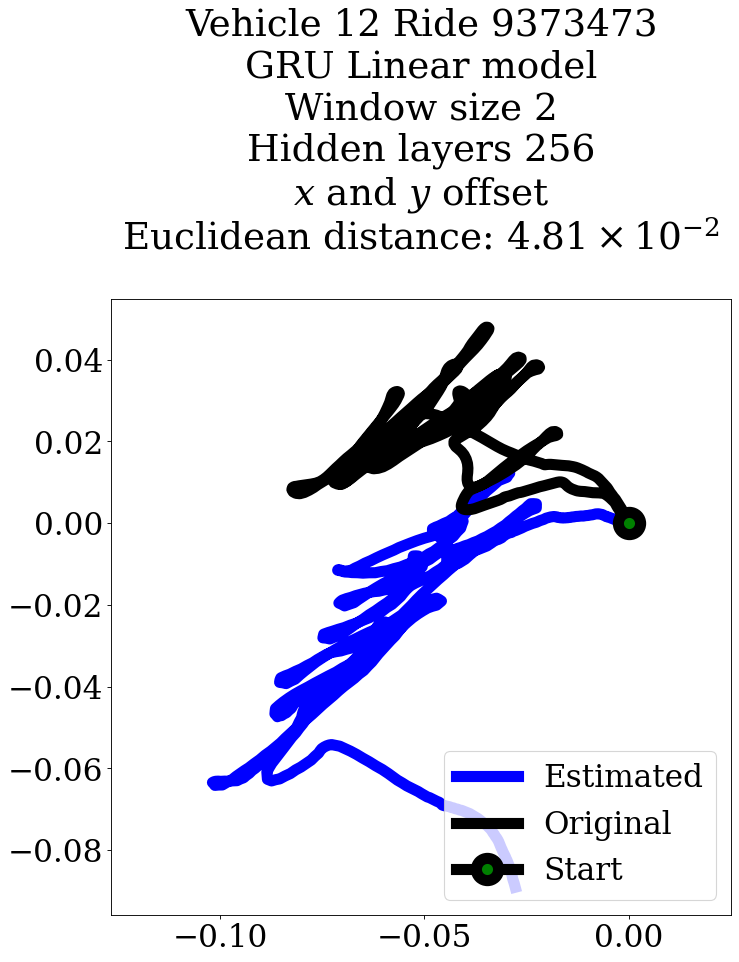 Vehicle 12 Ride 9373473
GRU Linear model
Window size 2
Hidden layers 256
x and y offset
Euclidean distance: 4.81 × 10⁻²
0.04
0.02
0.00
−0.02
−0.04
−0.06
−0.08
Estimated
Original
Start
−0.10
−0.05
0.00